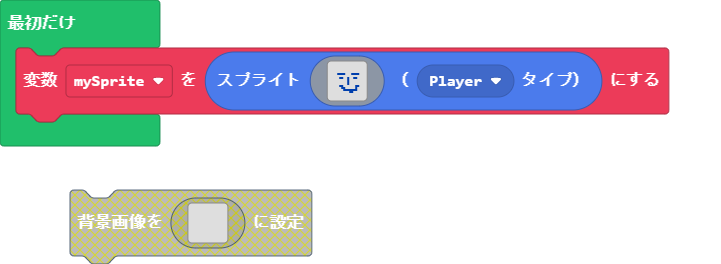 最初だけ
変数 mySprite を スプライト ( Player タイプ) にする
背景画像を に設定